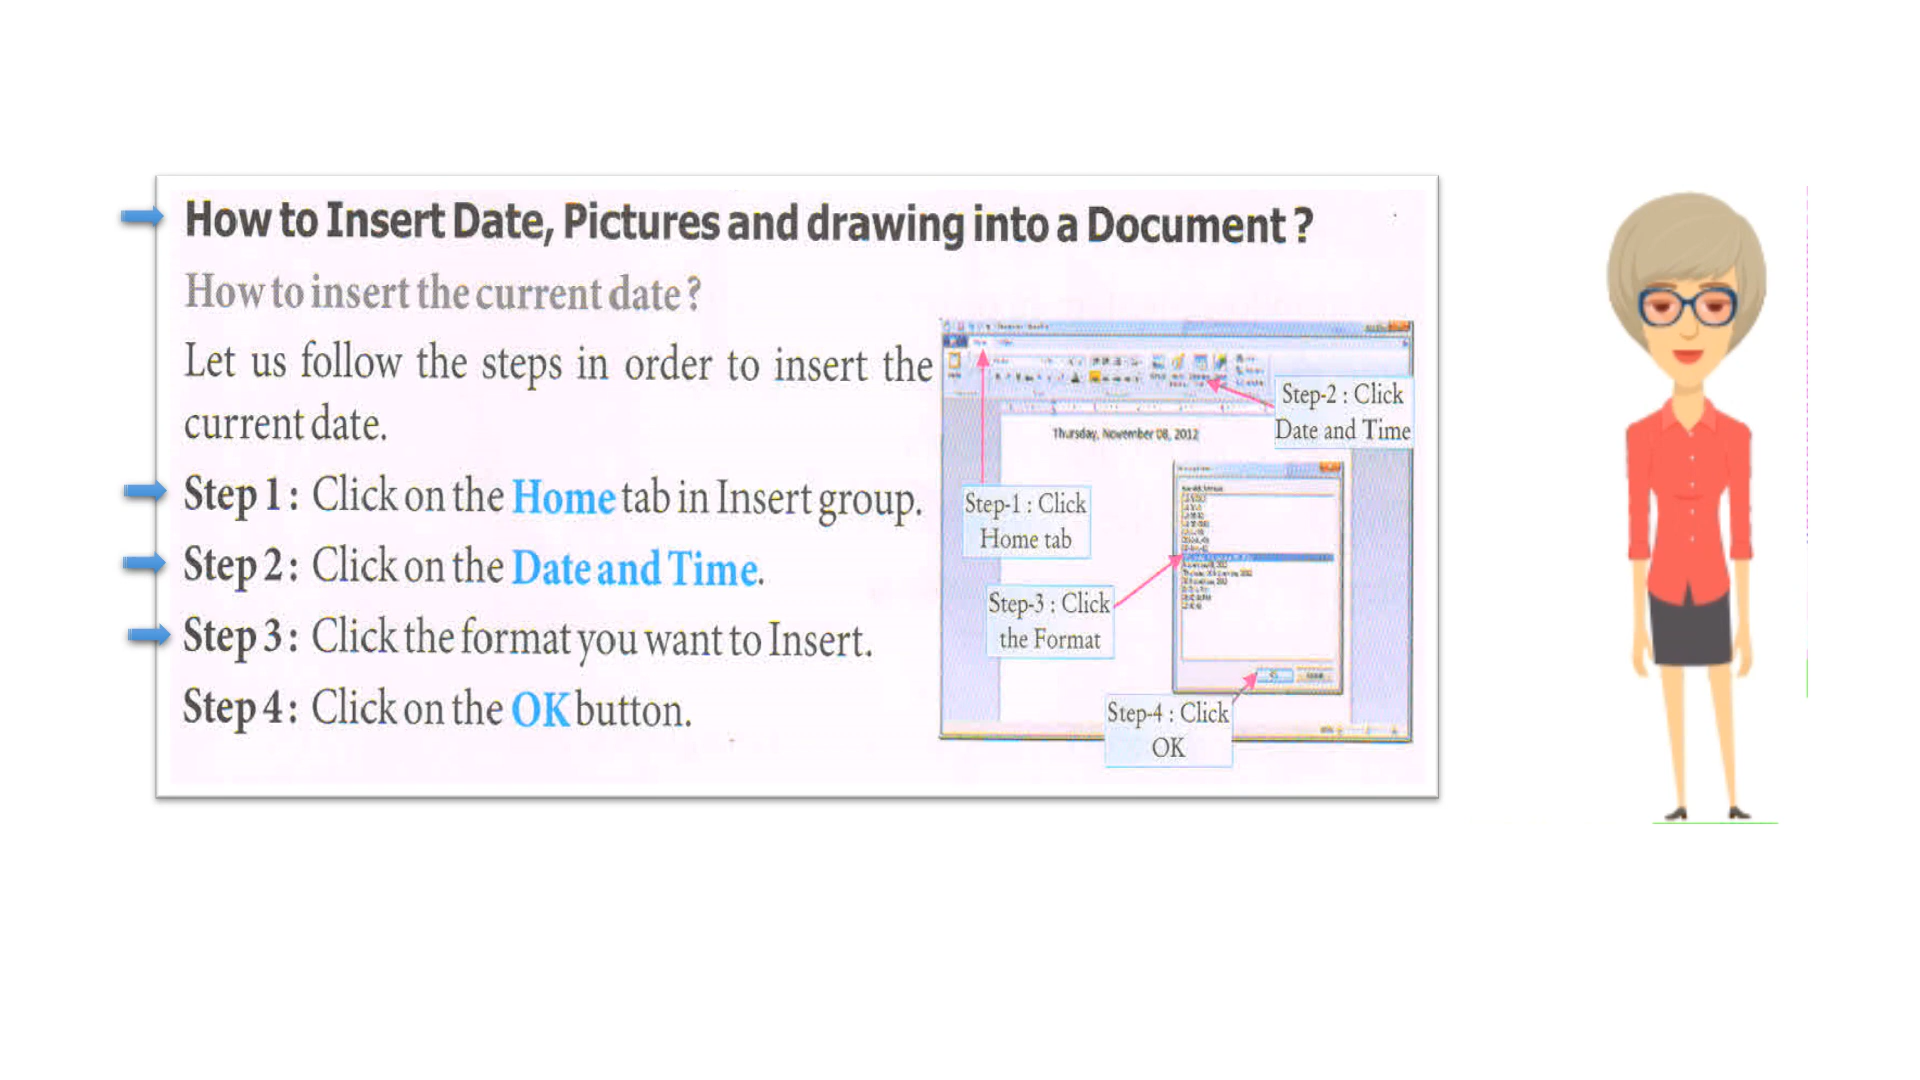 How to Insert Date, Pictures and drawing into a Document ?
How to insert the current date ?
Let us follow the steps in order to insert the
current date.
Step 1 : Click on the Home tab in Insert group.
Step 2 : Click on the Date and Time.
Step 3 : Click the format you want to Insert.
Step 4 : Click on the OK button.
Step-2 : Click
Date and Time
Thursday, November 08, 2012
Step-1 : Click
Home tab
Step-3 : Click
the Format
Step-4 : Click
OK